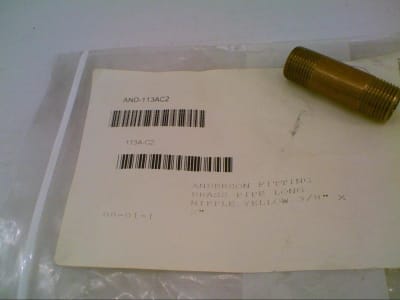 AND-113AC2
113A-C2
ANDERSON FITTING
BRASS PIPE LONG
NIPPLE YELLOW 3/8" X
2"